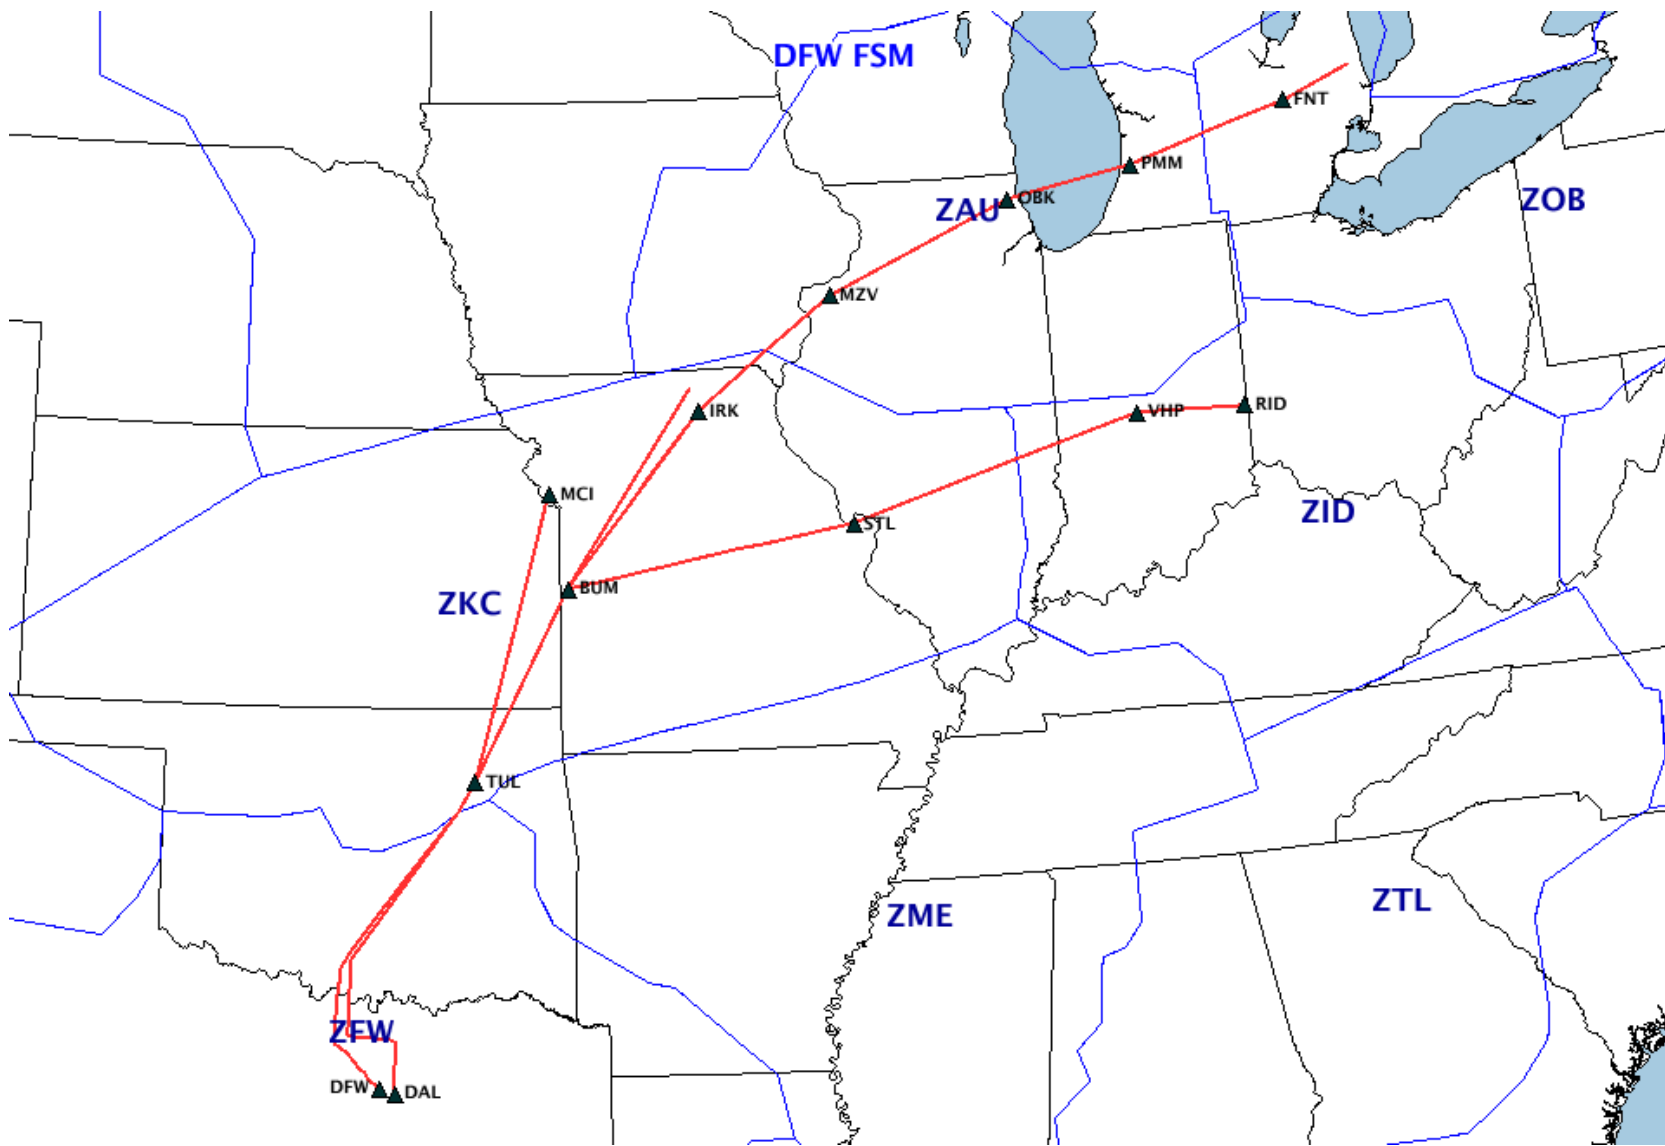 DFW FSM
FNT
PMM
OBK
ZAU
ZOB
MZV
IRK
VHP
RID
MCI
STL
ZID
BUM
ZKC
TUL
ZME
ZTL
ZFW
DFW
DAL